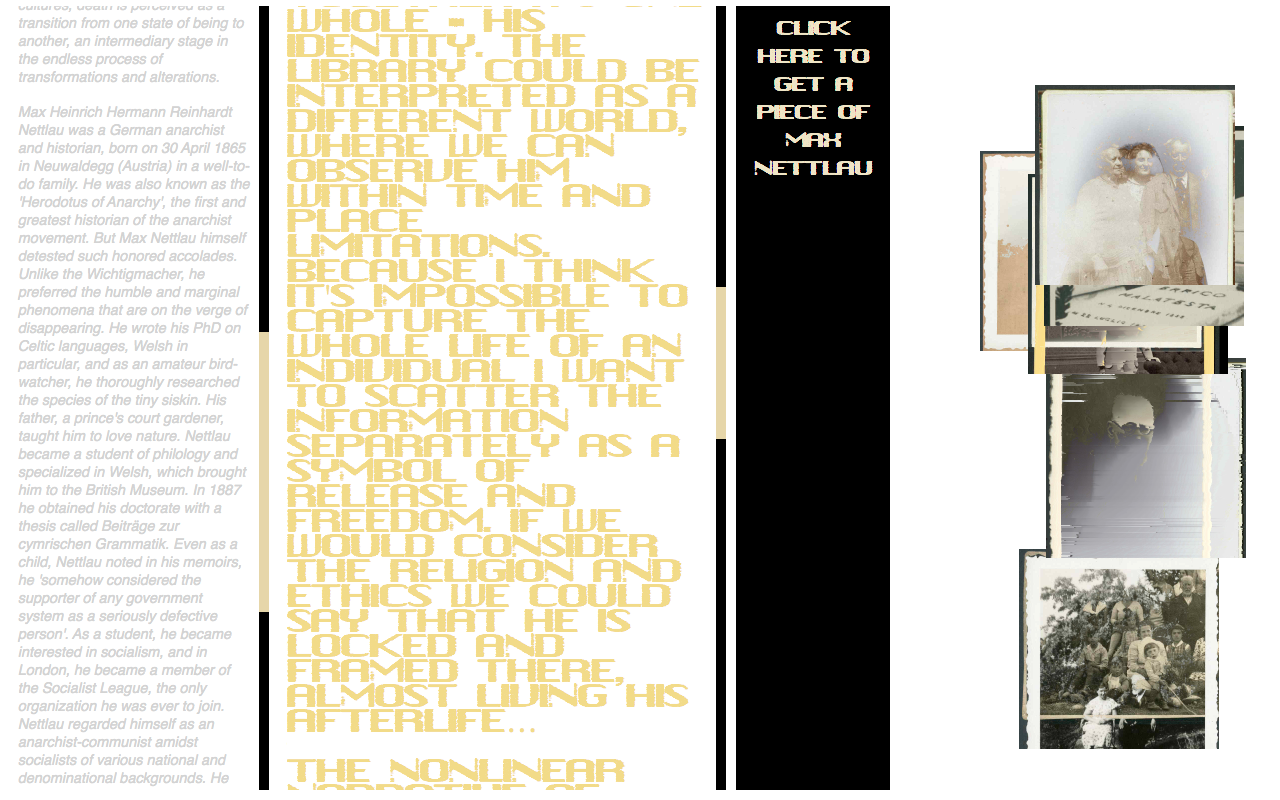 cultures, death is perceived as a
transition from one state of being to
another, an intermediary stage in
the endless process of
transformations and alterations.
Max Heinrich Hermann Reinhardt
Nettlau was a German anarchist
and historian, born on 30 April 1865
in Neuwaldegg (Austria) in a well-to-
do family. He was also known as the
'Herodotus of Anarchy', the first and
greatest historian of the anarchist
movement. But Max Nettlau himself
detested such honored accolades.
Unlike the Wichtigmacher, he
preferred the humble and marginal
phenomena that are on the verge of
disappearing. He wrote his PhD on
Celtic languages, Welsh in
particular, and as an amateur bird-
watcher, he thoroughly researched
the species of the tiny siskin. His
father, a prince's court gardener,
taught him to love nature. Nettlau
became a student of philology and
specialized in Welsh, which brought
him to the British Museum. In 1887
he obtained his doctorate with a
thesis called Beiträge zur
cymrischen Grammatik. Even as a
child, Nettlau noted in his memoirs,
he 'somehow considered the
supporter of any government
system as a seriously defective
person'. As a student, he became
interested in socialism, and in
London, he became a member of
the Socialist League, the only
organization he was ever to join.
Nettlau regarded himself as an
anarchist-communist amidst
socialists of various national and
denominational backgrounds. He
WHOLE - HIS
IDENTITY. THE
LIBRARY COULD BE
INTERPRETED AS A
DIFFERENT WORLD,
WHERE WE CAN
OBSERVE HIM
WITHIN TIME AND
PLACE
LIMITATIONS.
BECAUSE I THINK
IT'S IMPOSSIBLE TO
CAPTURE THE
WHOLE LIFE OF AN
INDIVIDUAL I WANT
TO SCATTER THE
INFORMATION
SEPARATELY AS A
SYMBOL OF
RELEASE AND
FREEDOM. IF WE
WOULD CONSIDER
THE RELIGION AND
ETHICS WE COULD
SAY THAT HE IS
LOCKED AND
FRAMED THERE,
ALMOST LIVING HIS
AFTERLIFE...
THE NONLINEAR
NARRATIVE OF
CLICK
HERE TO
GET A
PIECE OF
MAX
NETTLAU
ERRICO
MALATESTA